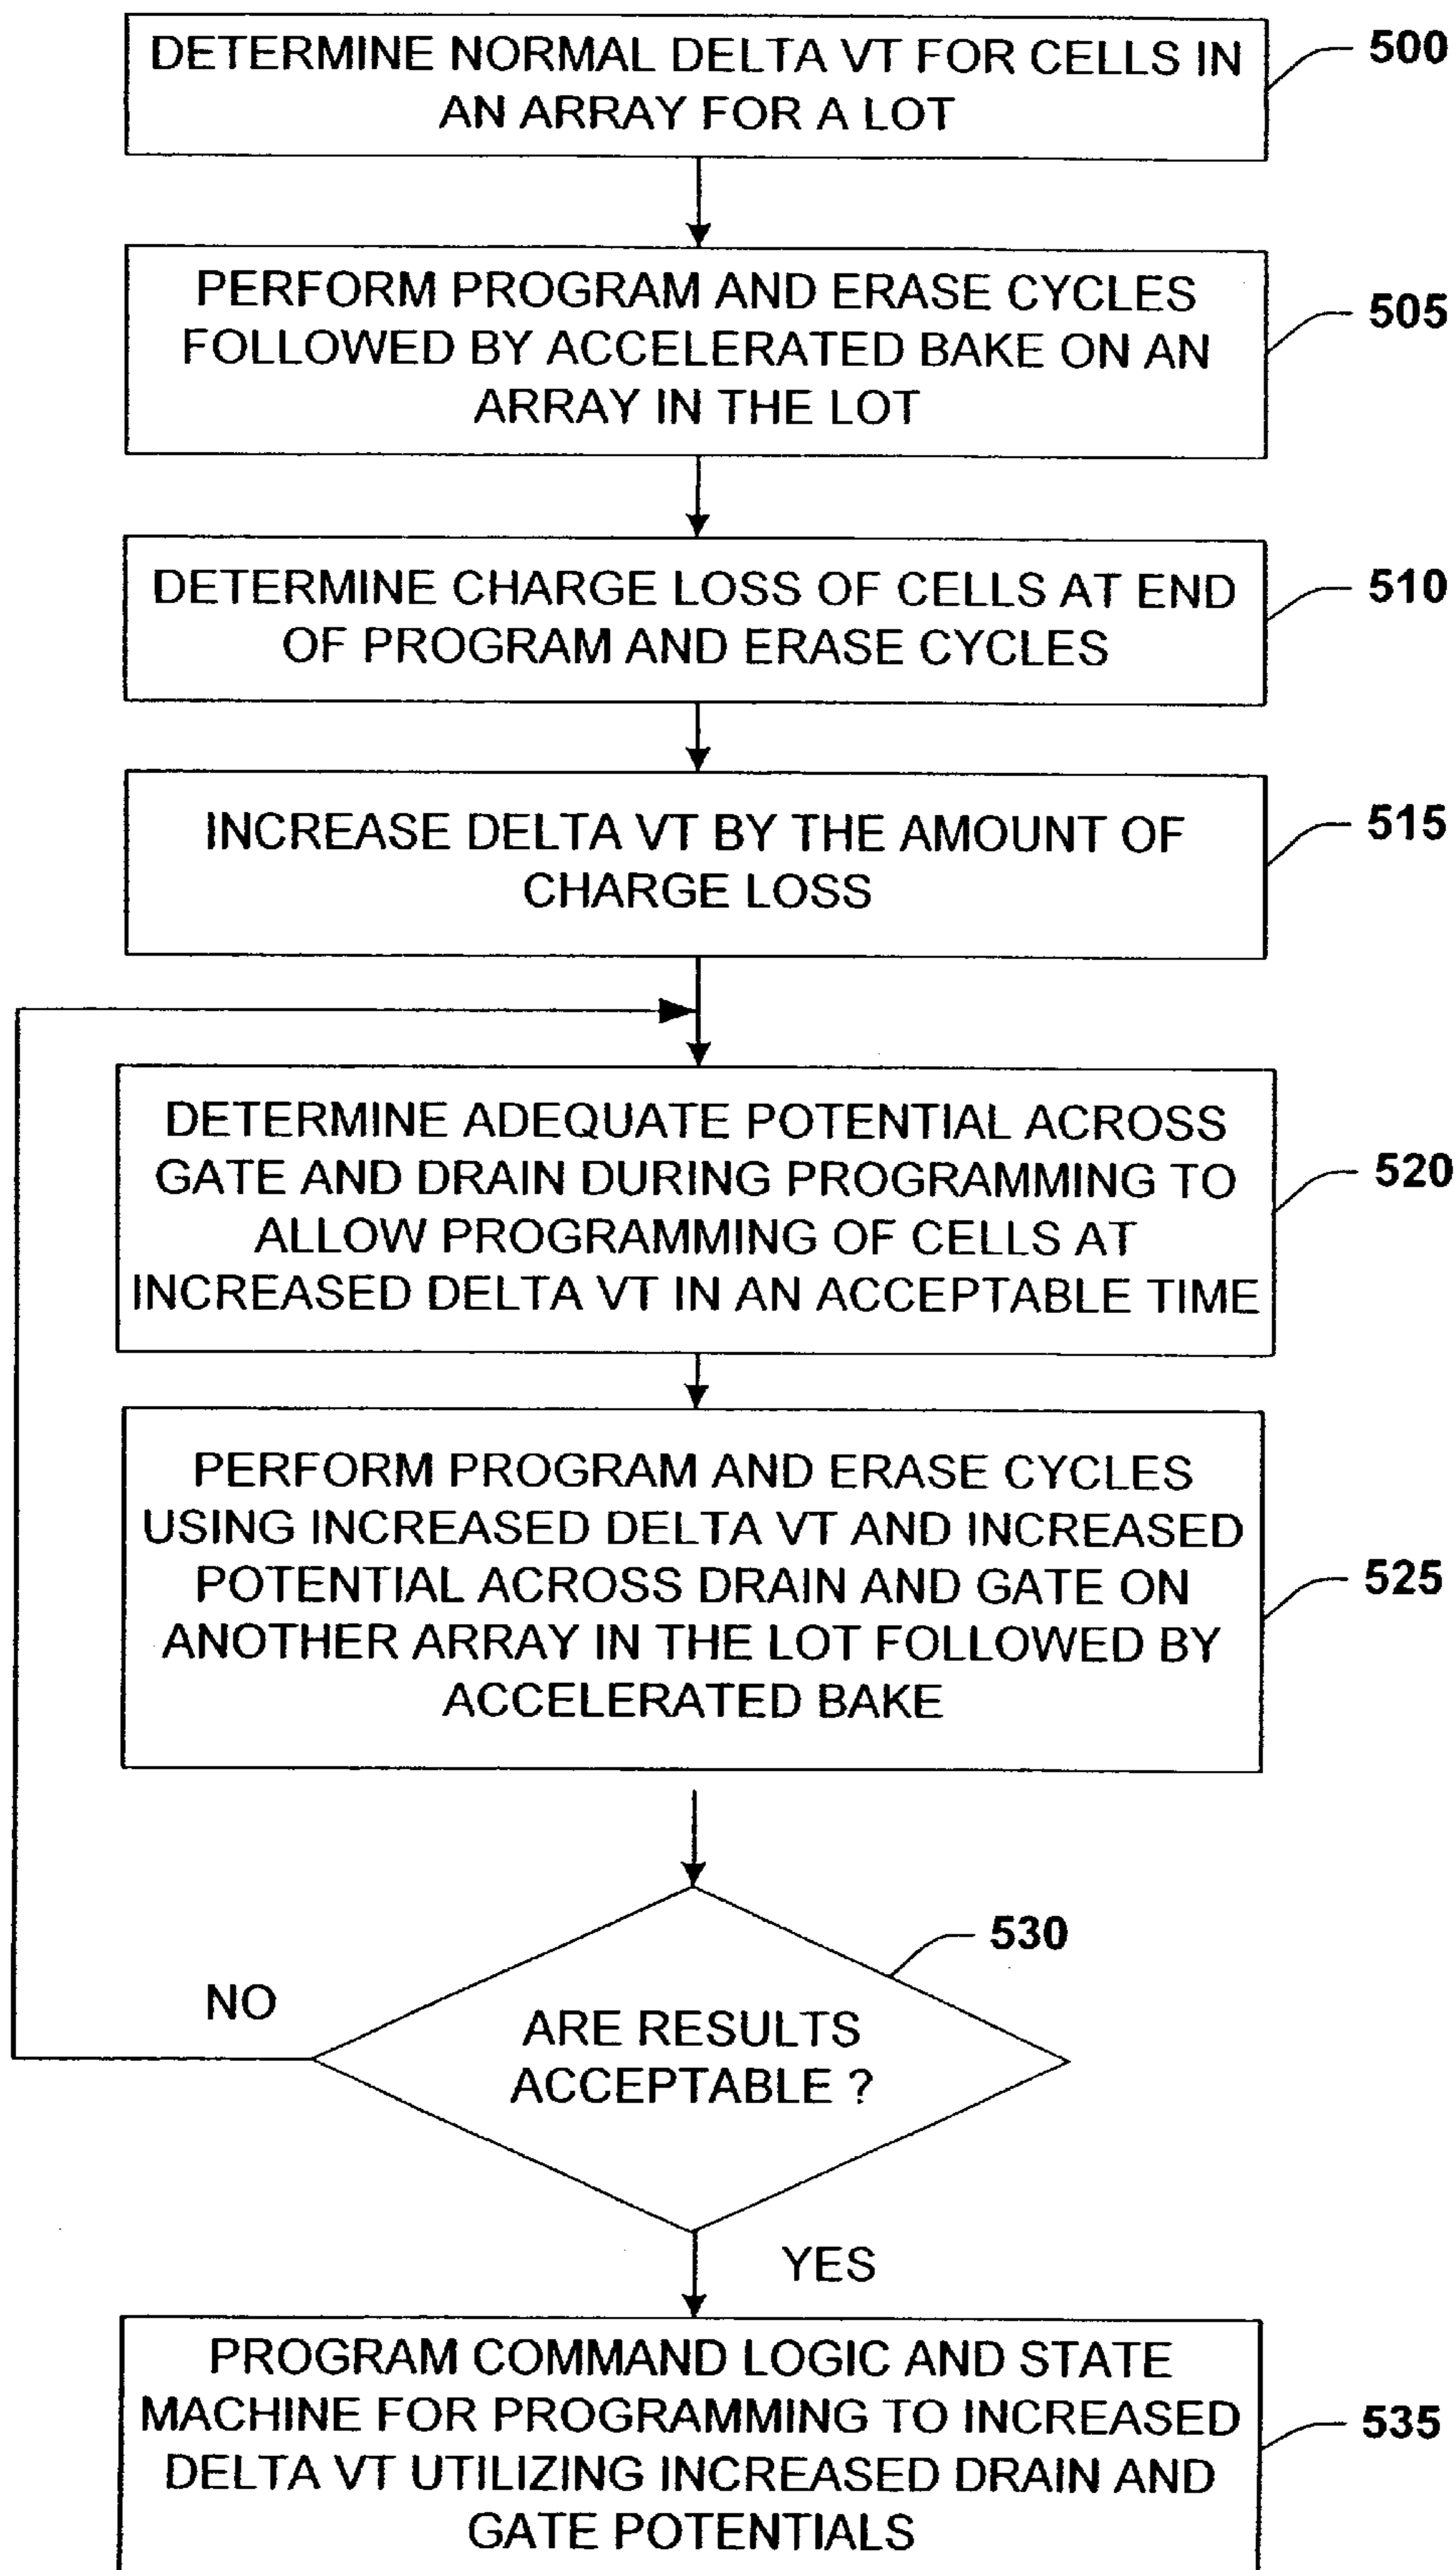 DETERMINE NORMAL DELTA VT FOR CELLS IN
AN ARRAY FOR A LOT
500
PERFORM PROGRAM AND ERASE CYCLES
FOLLOWED BY ACCELERATED BAKE ON AN
ARRAY IN THE LOT
505
DETERMINE CHARGE LOSS OF CELLS AT END
OF PROGRAM AND ERASE CYCLES
510
INCREASE DELTA VT BY THE AMOUNT OF
CHARGE LOSS
515
DETERMINE ADEQUATE POTENTIAL ACROSS
GATE AND DRAIN DURING PROGRAMMING TO
ALLOW PROGRAMMING OF CELLS AT
INCREASED DELTA VT IN AN ACCEPTABLE TIME
520
PERFORM PROGRAM AND ERASE CYCLES
USING INCREASED DELTA VT AND INCREASED
POTENTIAL ACROSS DRAIN AND GATE ON
ANOTHER ARRAY IN THE LOT FOLLOWED BY
ACCELERATED BAKE
525
530
NO
ARE RESULTS
ACCEPTABLE ?
YES
PROGRAM COMMAND LOGIC AND STATE
MACHINE FOR PROGRAMMING TO INCREASED
DELTA VT UTILIZING INCREASED DRAIN AND
GATE POTENTIALS
535